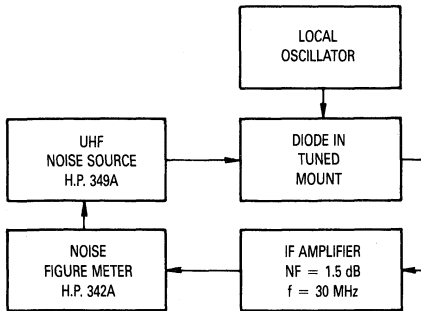 LOCAL
OSCILLATOR
UHF
NOISE SOURCE
H.P. 349A
DIODE IN
TUNED
MOUNT
NOISE
FIGURE METER
H.P. 342A
IF AMPLIFIER
NF = 1.5 dB
f = 30 MHz